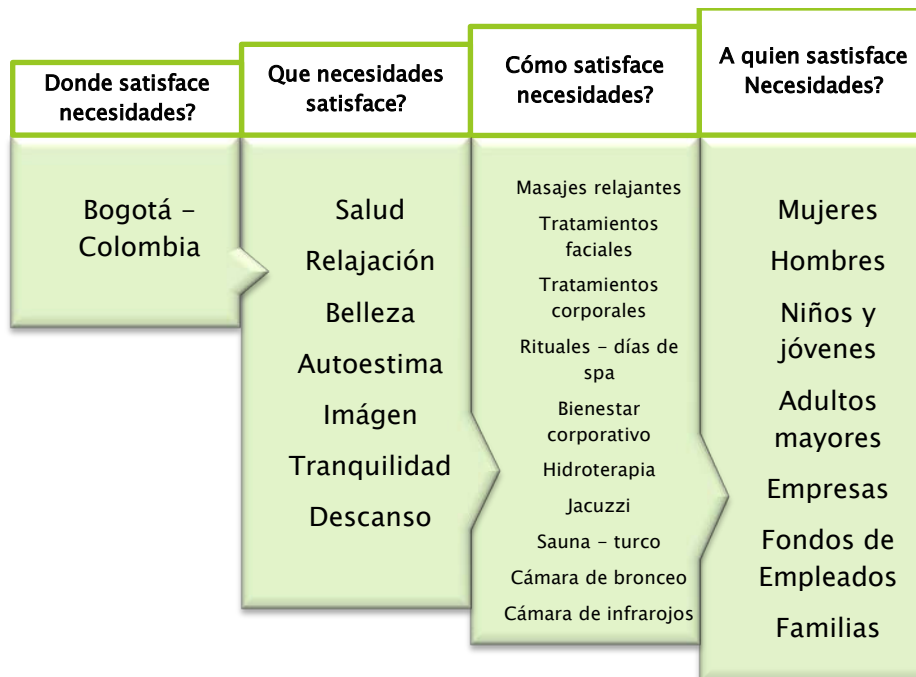 Donde satisface
necesidades?
Bogotá –
Colombia
Que necesidades
satisface?
Salud
Relajación
Belleza
Autoestima
Imágen
Tranquilidad
Descanso
Cómo satisface
necesidades?
Masajes relajantes
Tratamientos
faciales
Tratamientos
corporales
Rituales – días de
spa
Bienestar
corporativo
Hidroterapia
Jacuzzi
Sauna – turco
Cámara de bronceo
Cámara de infrarojos
A quien sastisface
Necesidades?
Mujeres
Hombres
Niños y
jóvenes
Adultos
mayores
Empresas
Fondos de
Empleados
Familias